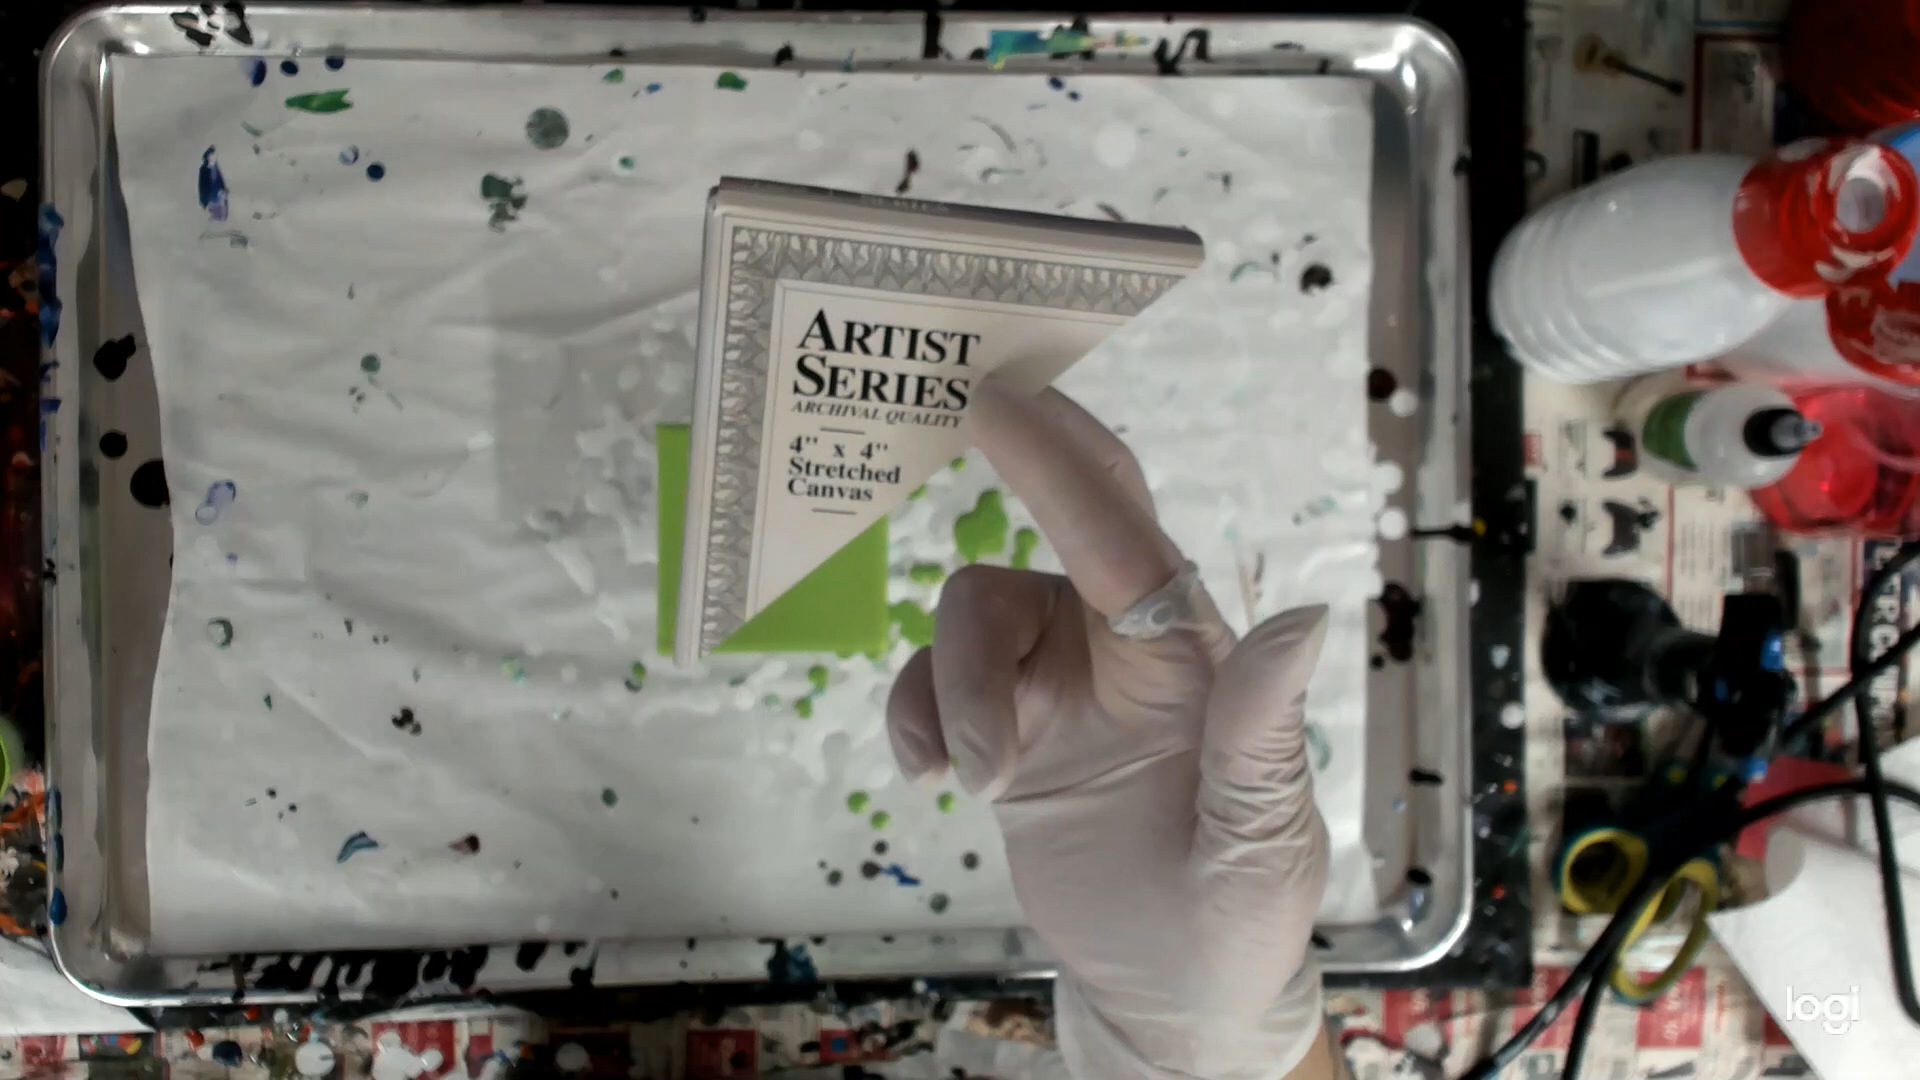 ARTIST
SERIES
ARCHIVAL QUALITY
4" x 4"
Stretched
Canvas
logi